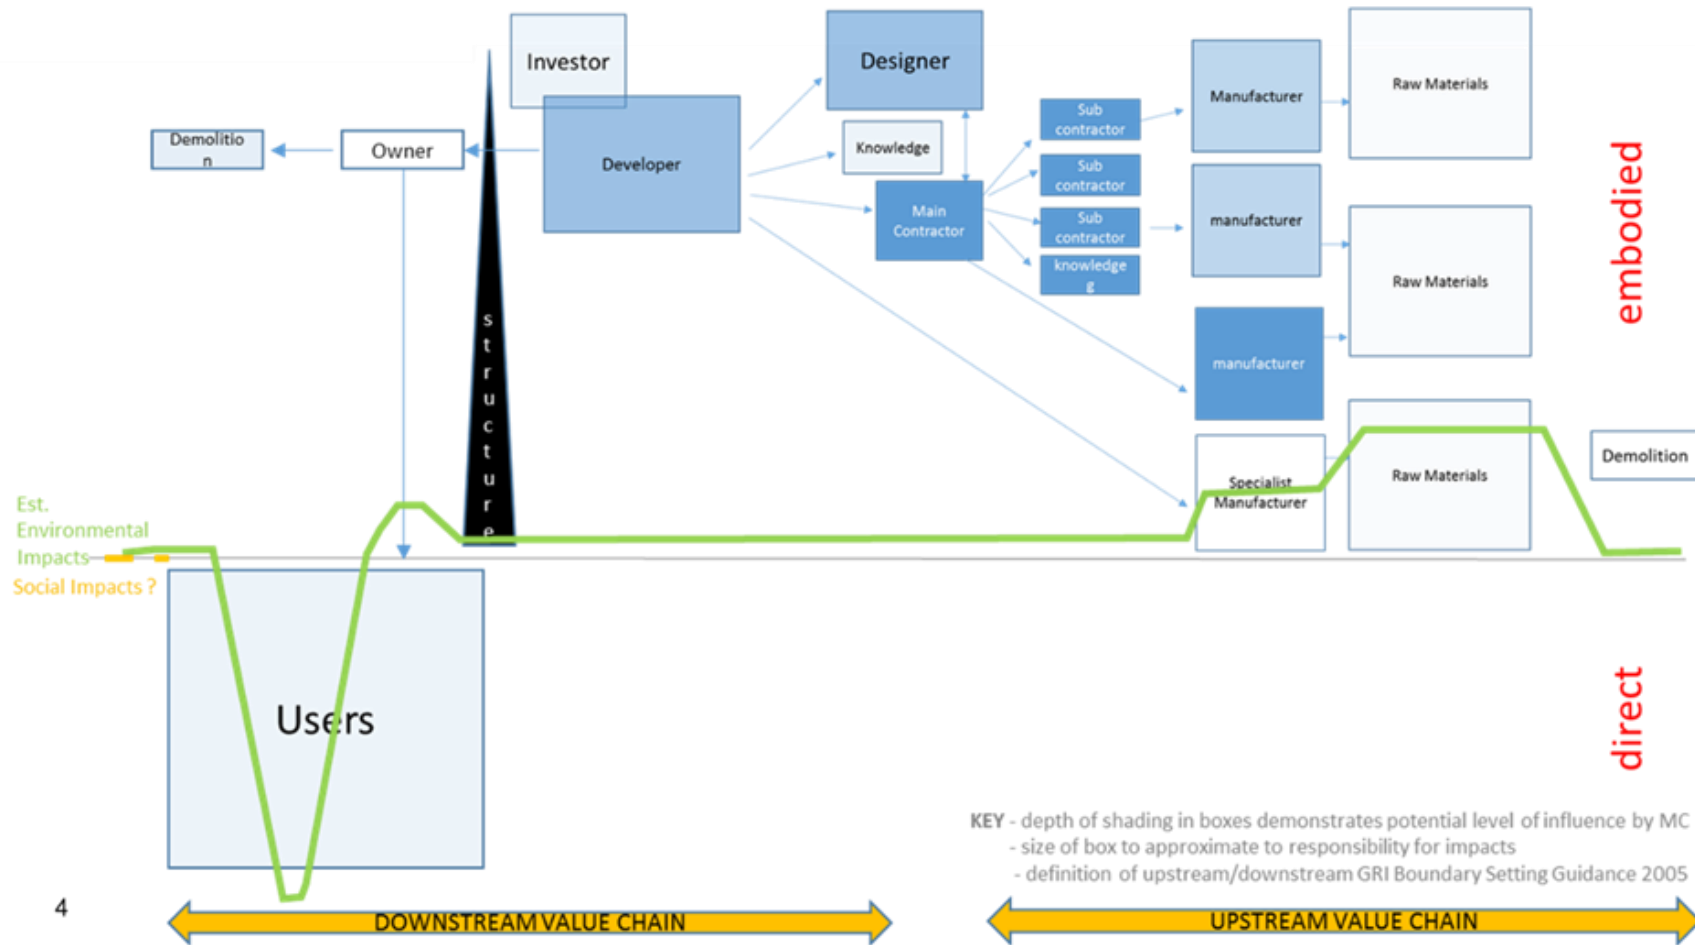 Investor
Designer
Demolitio
n
Owner
Developer
Knowledge
Main
Contractor
Sub
contractor
Sub
contractor
Sub
contractor
knowledge
g
Manufacturer
manufacturer
manufacturer
Specialist
Manufacturer
Raw Materials
Raw Materials
Raw Materials
Demolition
embodied
s
t
r
u
c
t
u
r
e
Est.
Environmental
Impacts
Social Impacts ?
Users
direct
KEY - depth of shading in boxes demonstrates potential level of influence by MC
- size of box to approximate to responsibility for impacts
- definition of upstream/downstream GRI Boundary Setting Guidance 2005
4
DOWNSTREAM VALUE CHAIN
UPSTREAM VALUE CHAIN